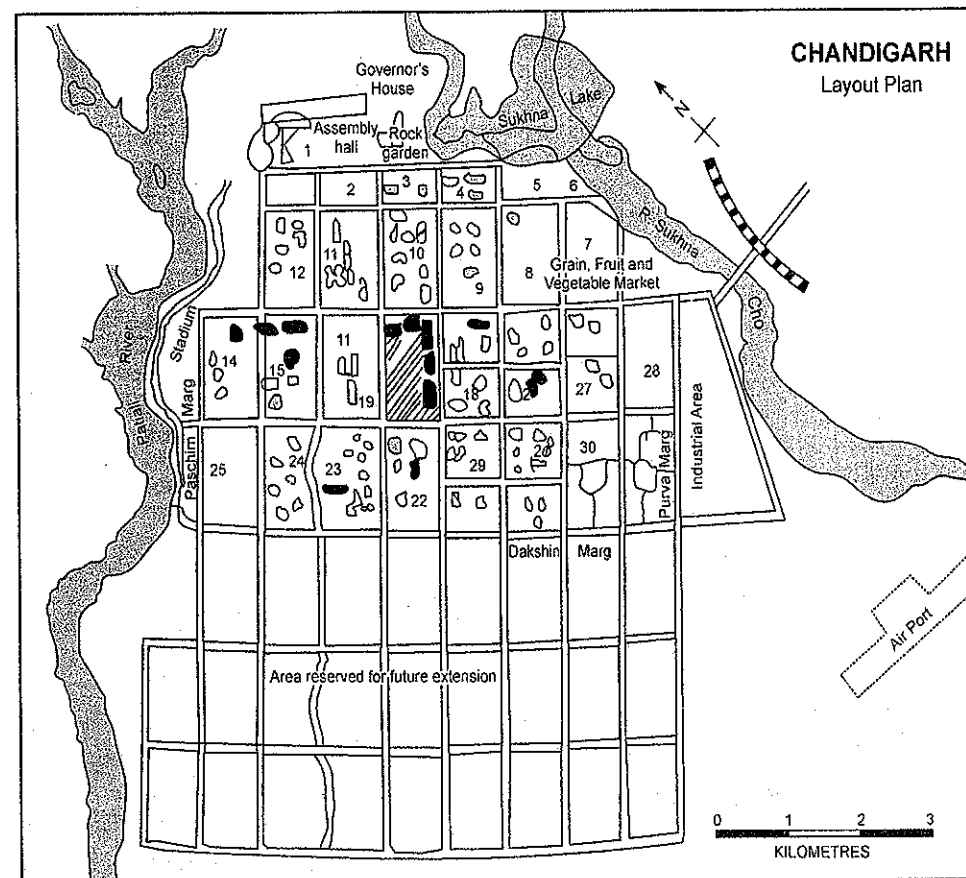 CHANDIGARH
Layout Plan
Governor's
House
Assembly
hall
Rock
garden
Sukhna
Lake
N
1
2
3
4
5
6
R. Sukhna
Cho
7
12
11
10
9
8
Grain, Fruit and
Vegetable Market
Stadium
Patiali
River
14
15
11
19
18
2
27
28
Paschim Marg
25
24
23
22
29
30
Purva Marg
Industrial Area
Dakshin Marg
Air Port
Area reserved for future extension
0 1 2 3
KILOMETRES